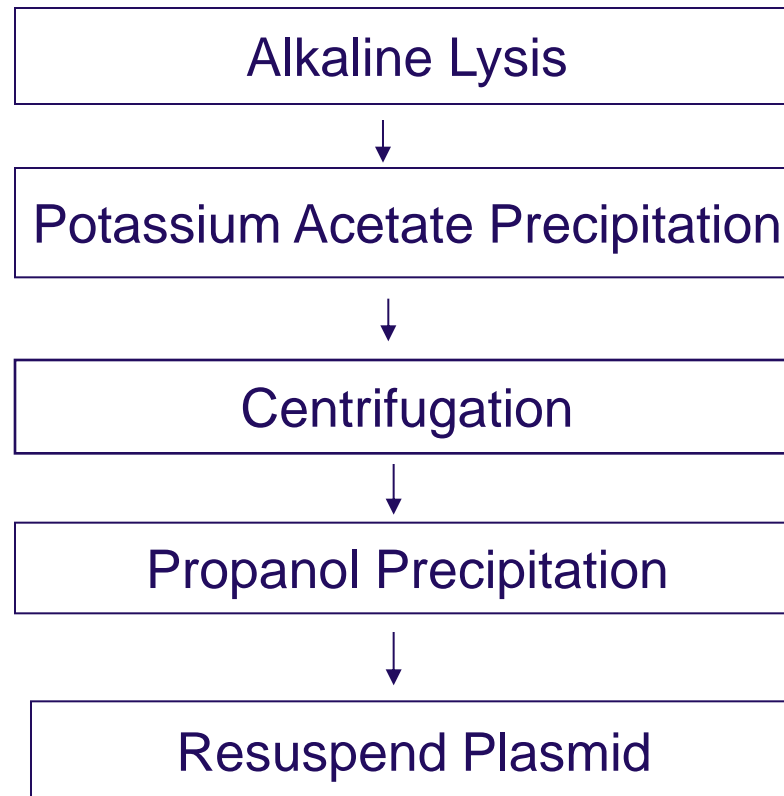 Alkaline Lysis
Potassium Acetate Precipitation
Centrifugation
Propanol Precipitation
Resuspend Plasmid